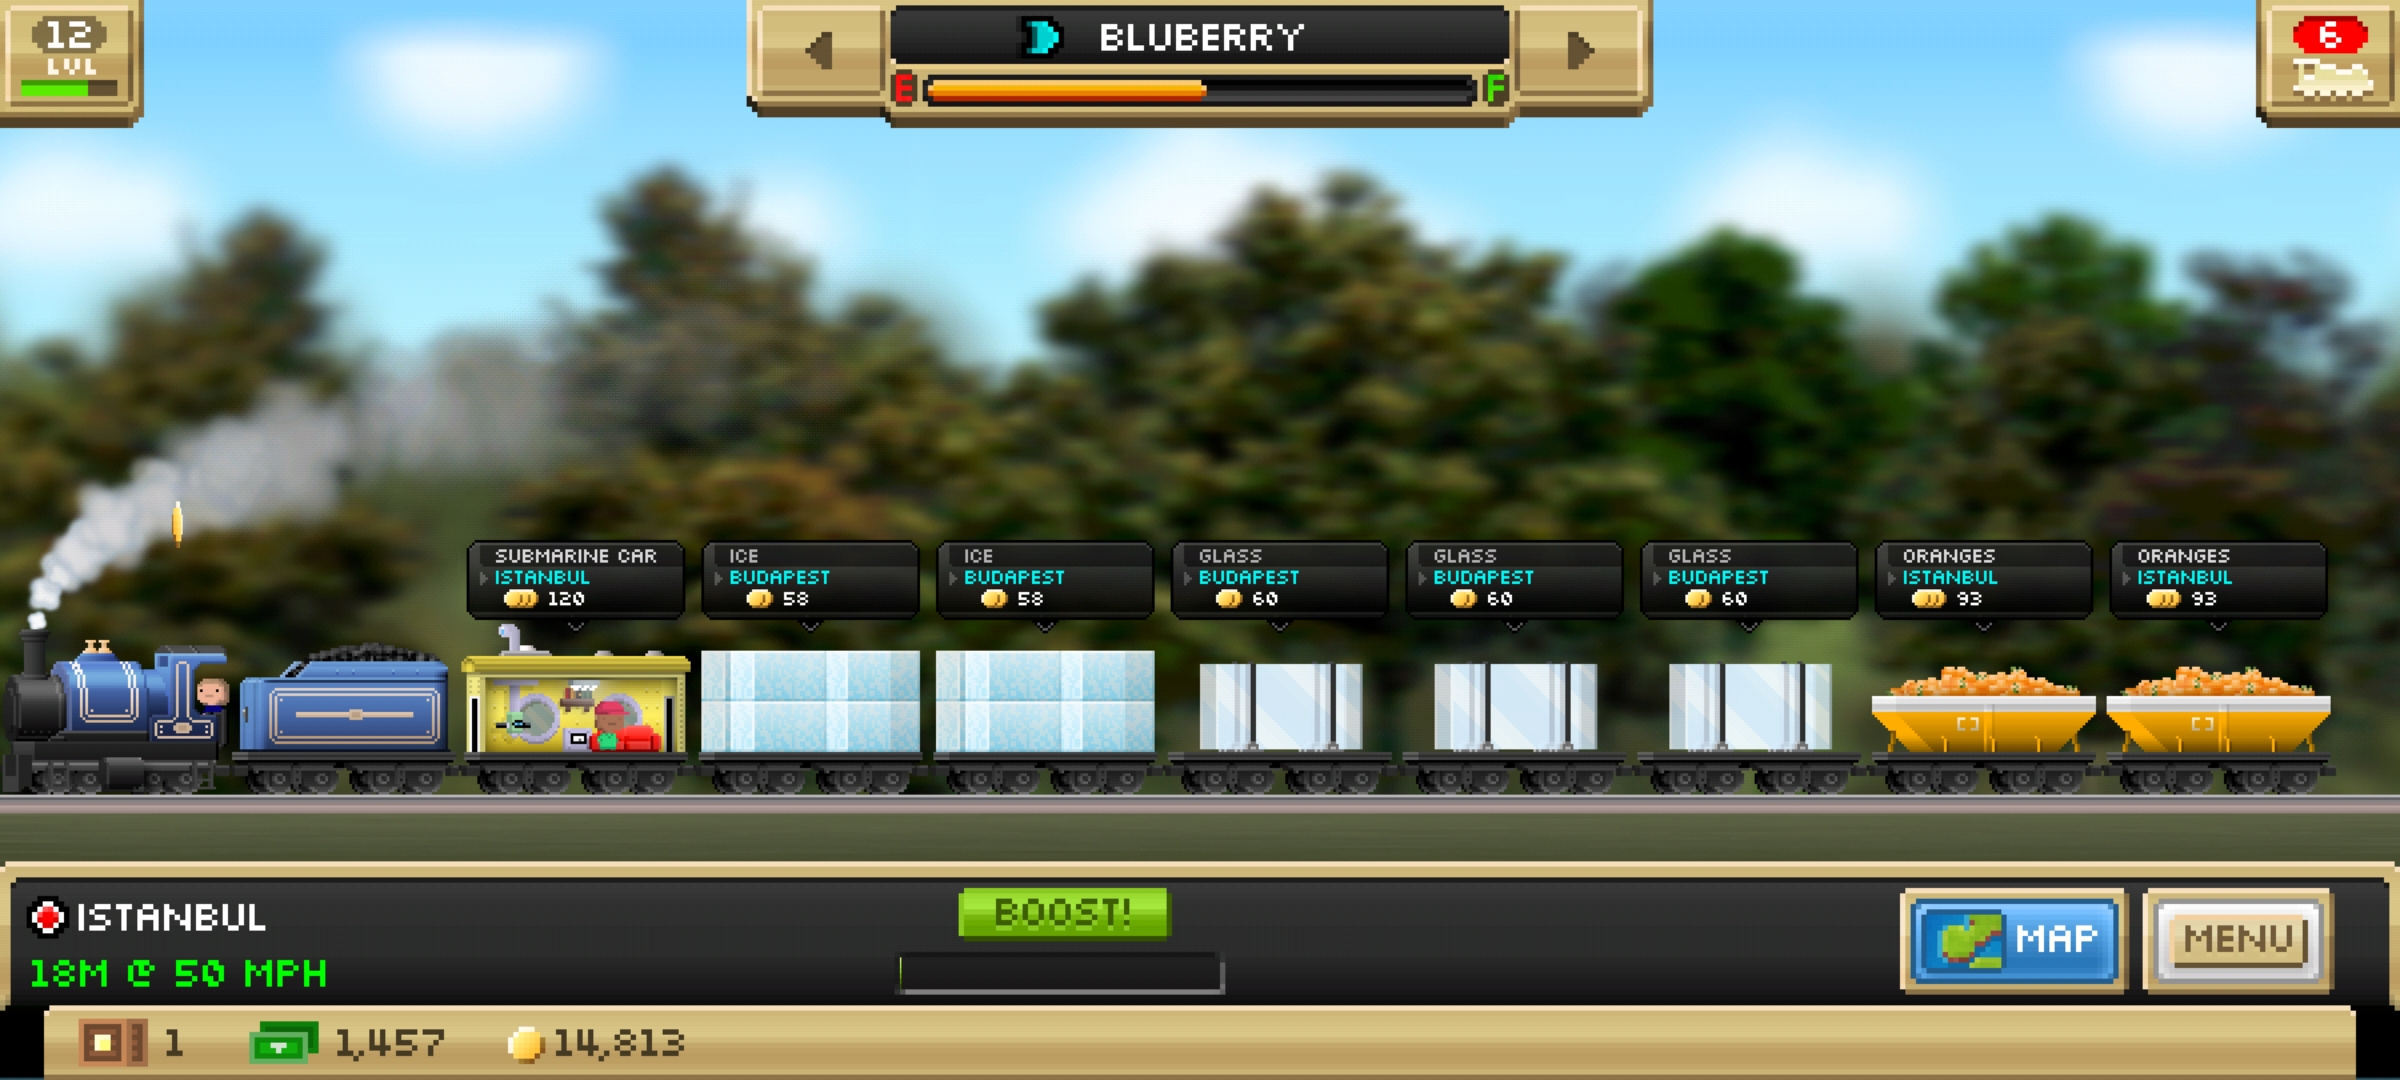 12
LVL
BLUBERRY
E
F
6
SUBMARINE CAR
ISTANBUL
120
ICE
BUDAPEST
58
ICE
BUDAPEST
58
GLASS
BUDAPEST
60
GLASS
BUDAPEST
60
GLASS
BUDAPEST
60
ORANGES
ISTANBUL
93
ORANGES
ISTANBUL
93
ISTANBUL
18M @ 50 MPH
BOOST!
MAP
MENU
1
1,457
14,813